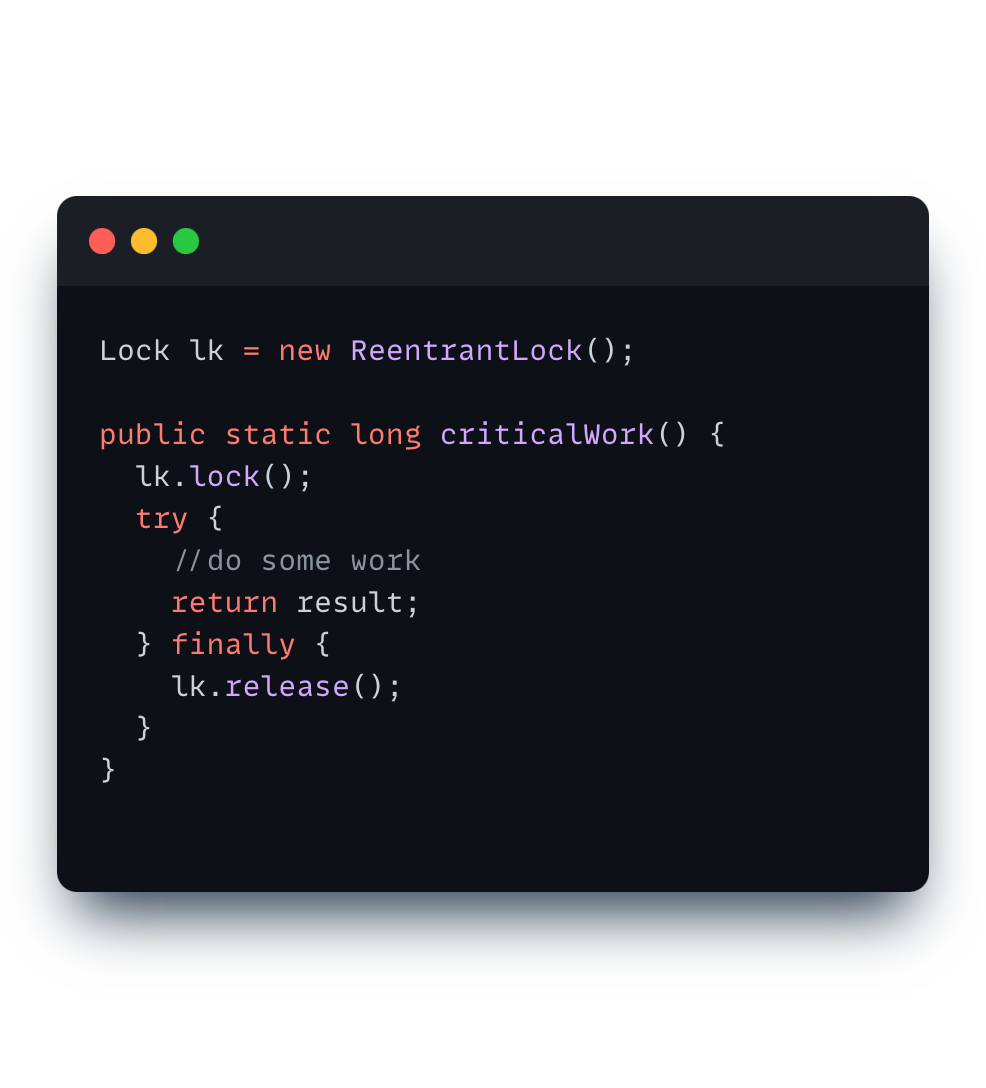 Lock lk = new ReentrantLock();
public static long criticalWork() {
lk.lock();
try {
//do some work
return result;
} finally {
lk.release();
}
}